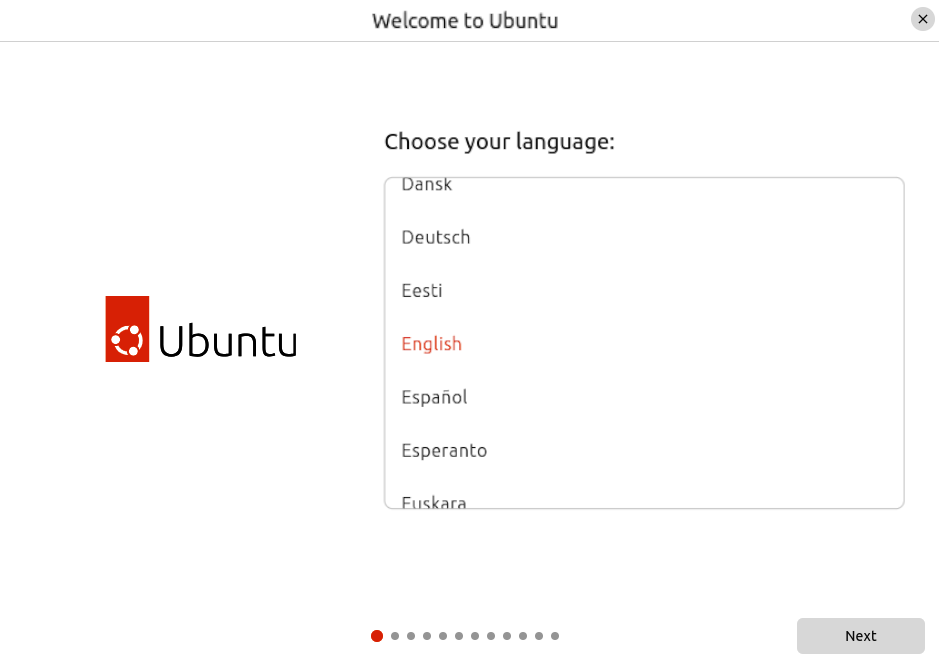 Welcome to Ubuntu
Choose your language:
Dansk
Deutsch
Eesti
English
Español
Esperanto
Euskara
Ubuntu
Next